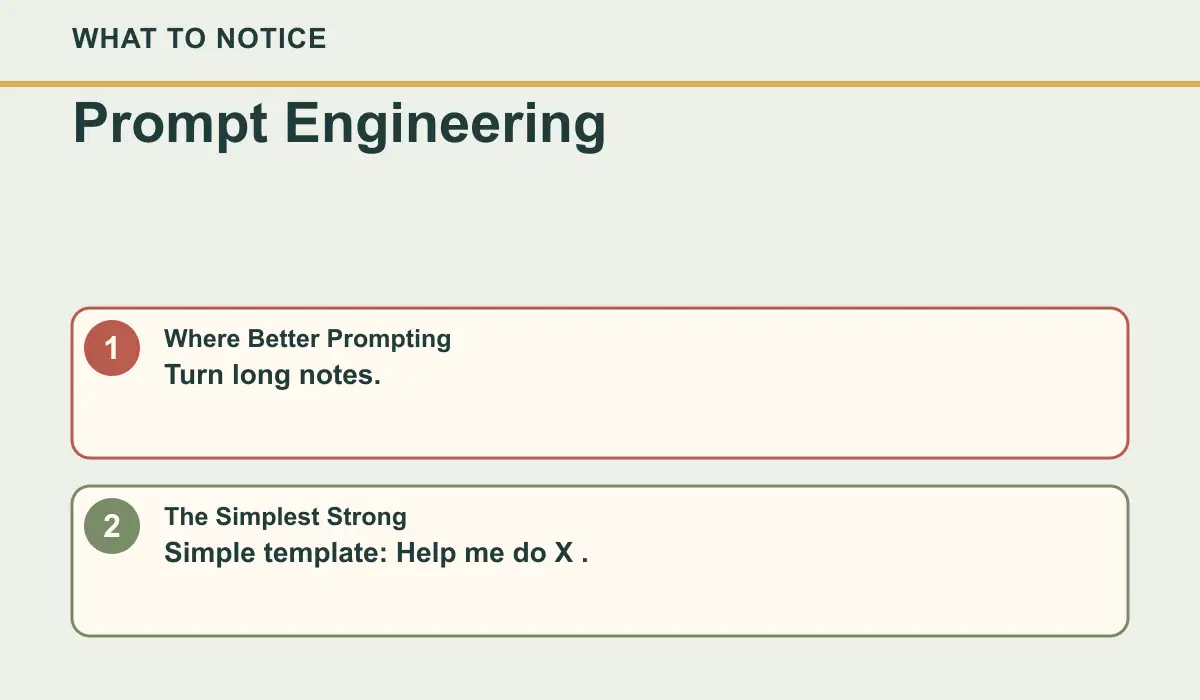 WHAT TO NOTICE
Prompt Engineering
1
Where Better Prompting
Turn long notes.
2
The Simplest Strong
Simple template: Help me do X .